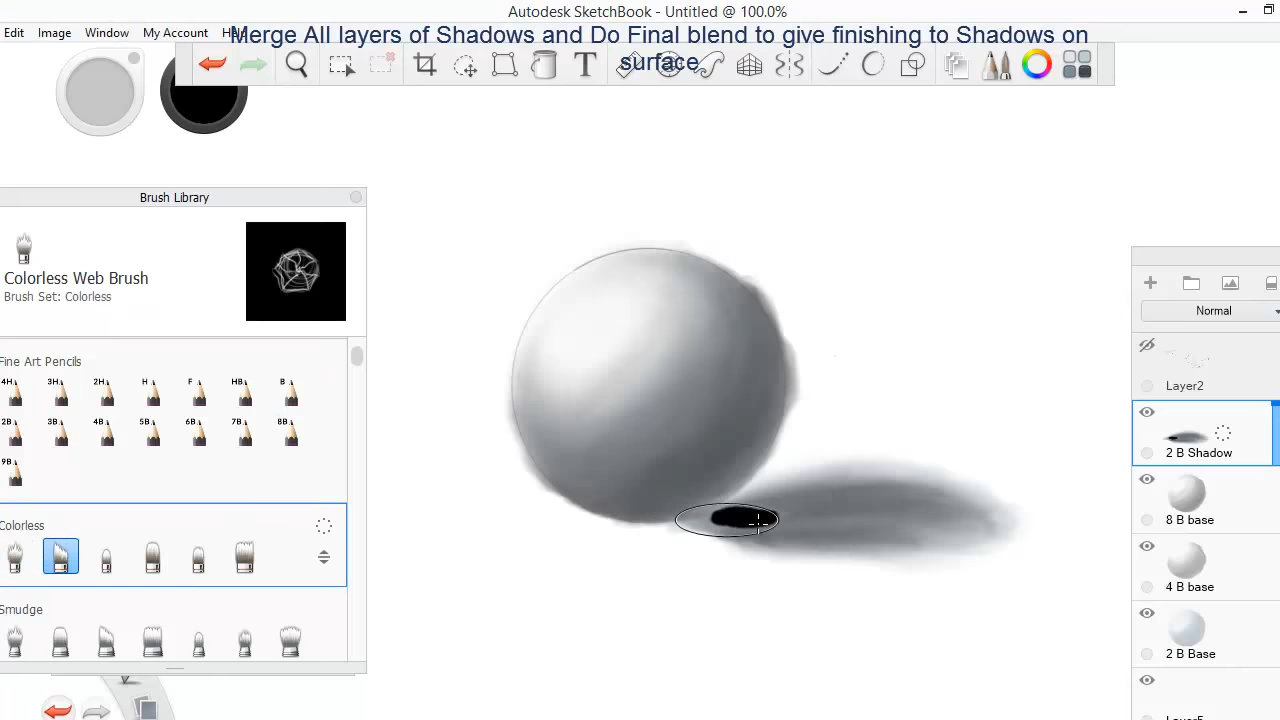 Autodesk SketchBook - Untitled @ 100.0%
Edit Image Window My Account Help
Merge All layers of Shadows and Do Final blend to give finishing to Shadows on
surface
Brush Library
Colorless Web Brush
Brush Set: Colorless
Fine Art Pencils
4H 3H 2H H F HB B
2B 3B 4B 5B 6B 7B 8B
9B
Colorless
Smudge
Normal
Layer2
2 B Shadow
8 B base
4 B base
2 B Base
Layer5